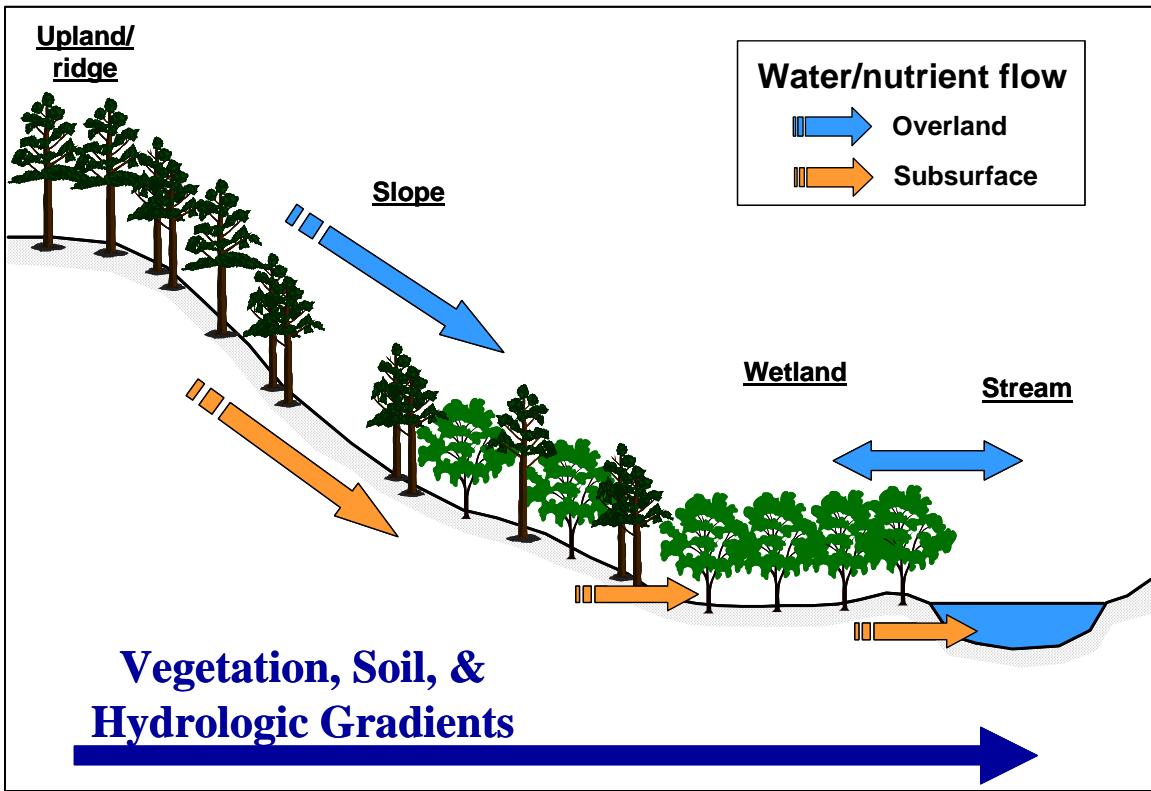 Upland/
ridge
Water/nutrient flow
Overland
Subsurface
Slope
Wetland
Stream
Vegetation, Soil, &
Hydrologic Gradients